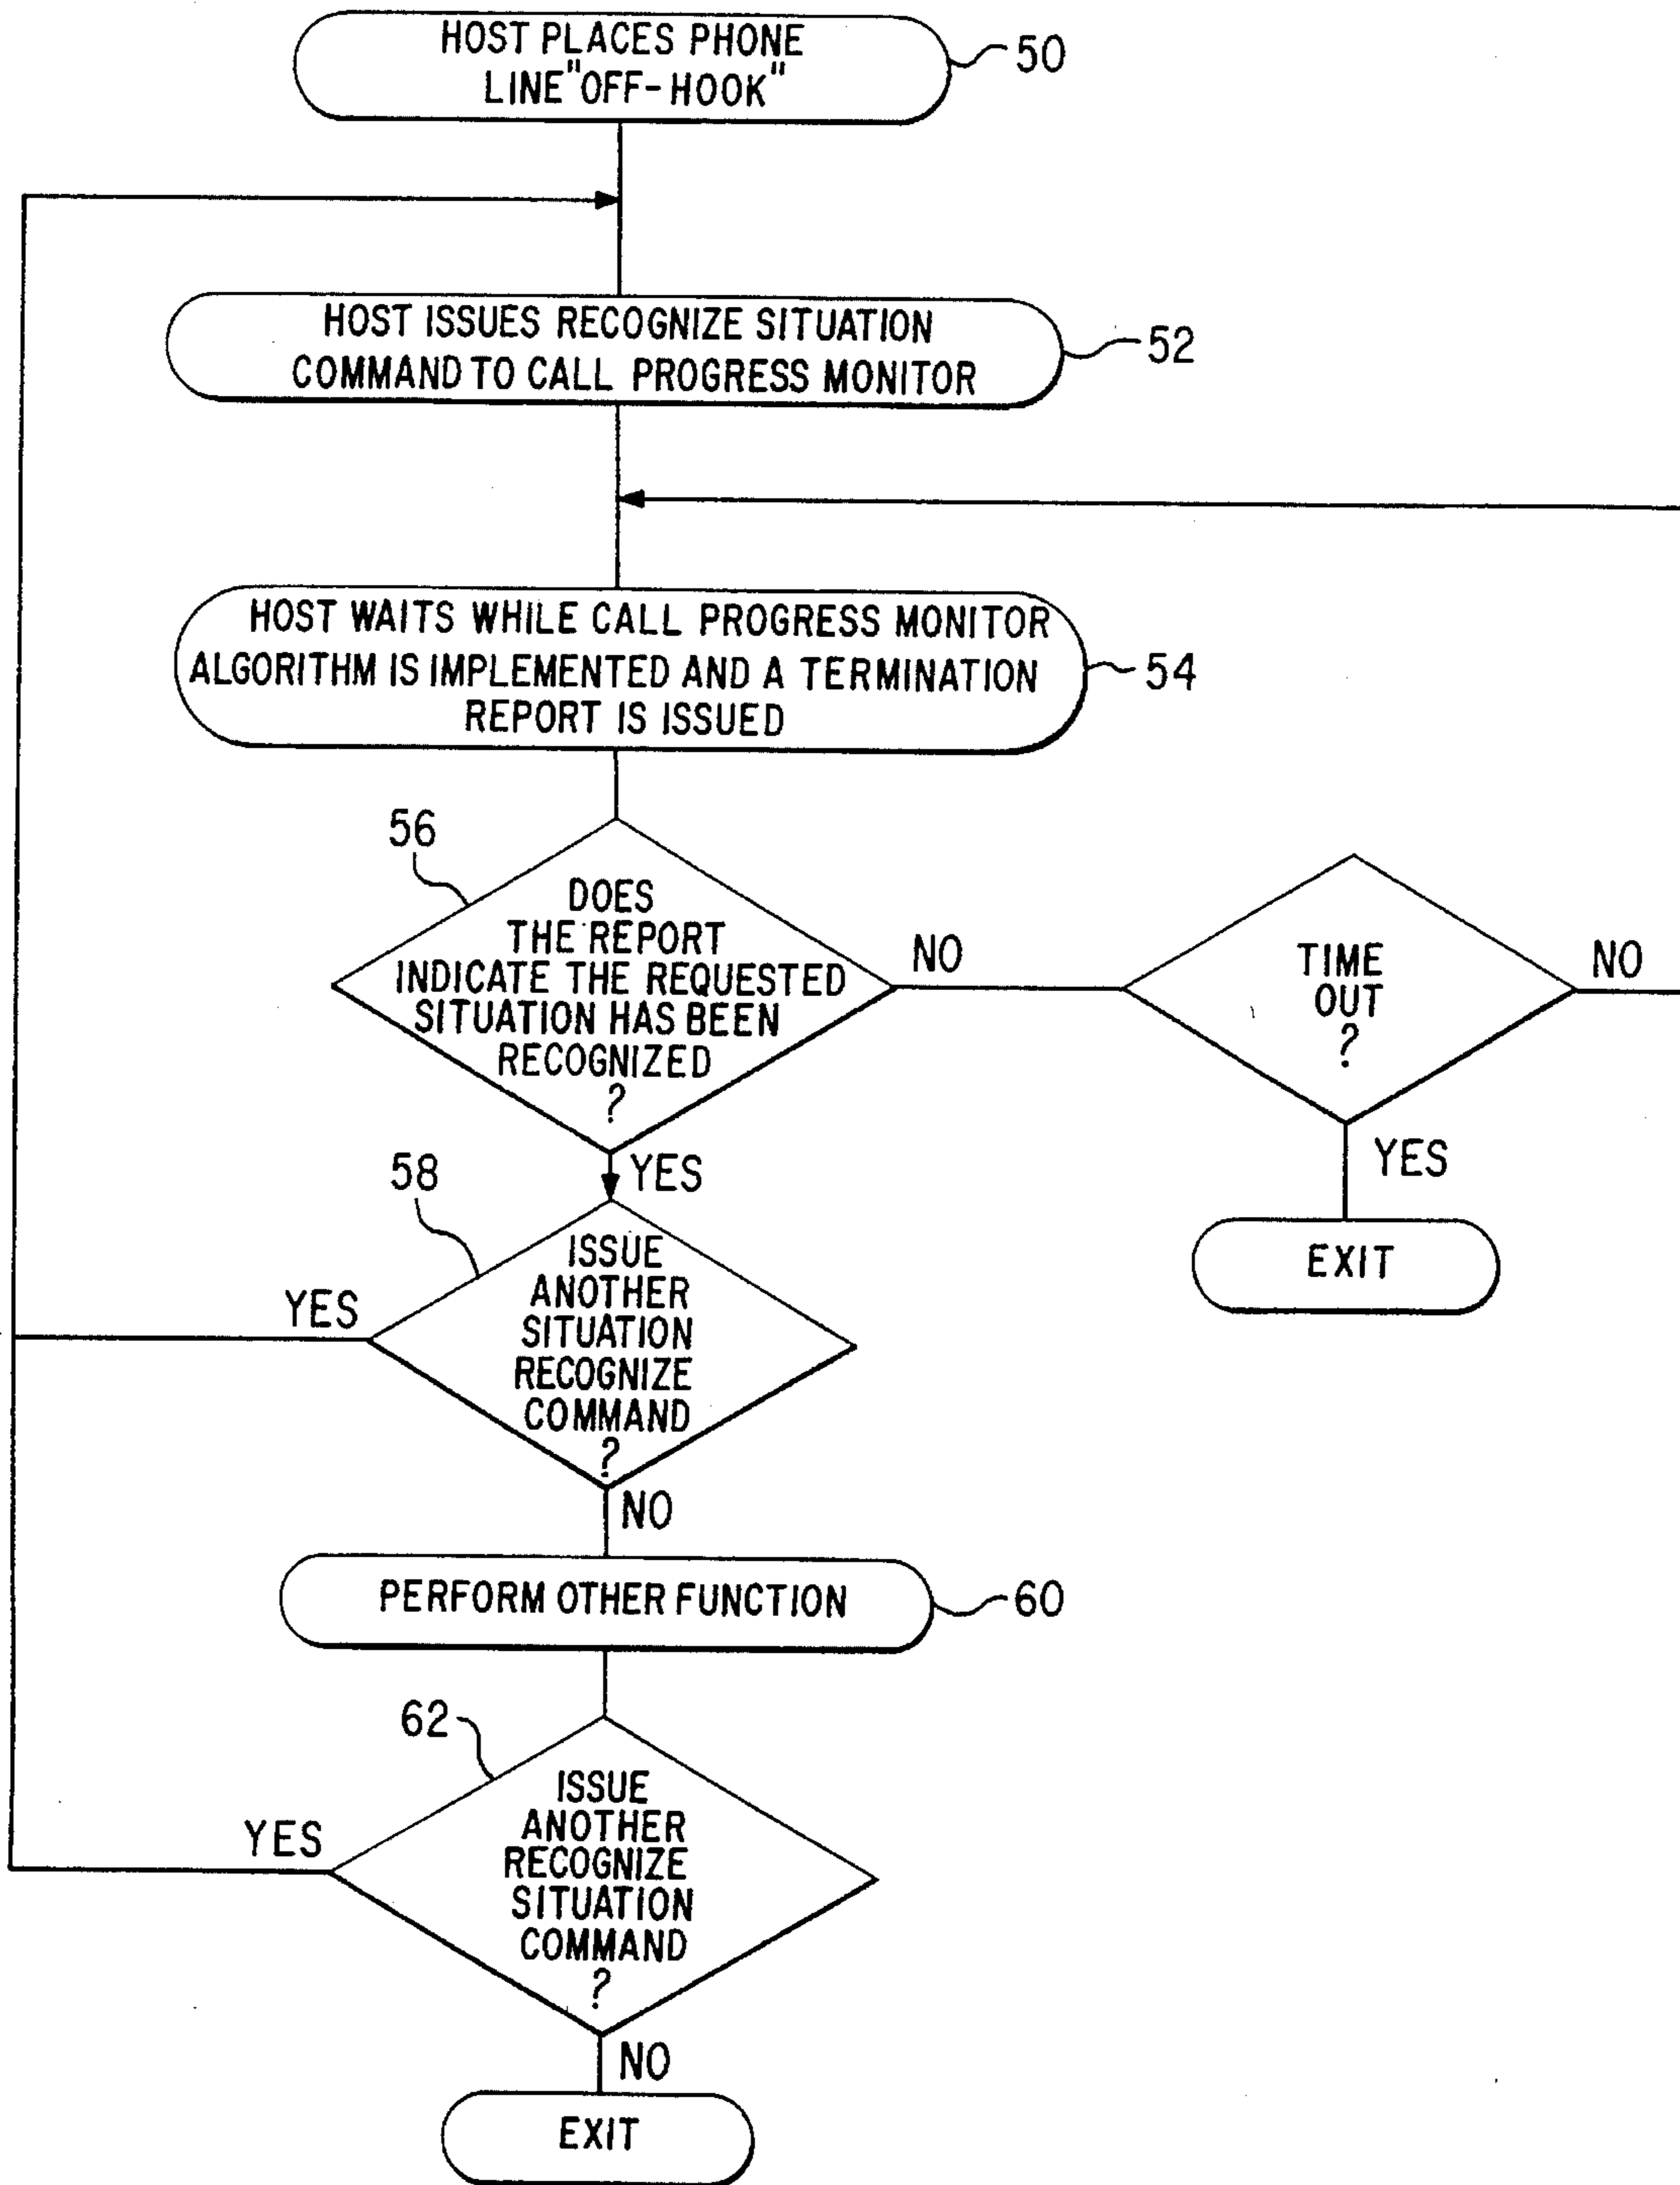 HOST PLACES PHONE
LINE "OFF-HOOK"
50
HOST ISSUES RECOGNIZE SITUATION
COMMAND TO CALL PROGRESS MONITOR
52
HOST WAITS WHILE CALL PROGRESS MONITOR
ALGORITHM IS IMPLEMENTED AND A TERMINATION
REPORT IS ISSUED
54
56
DOES
THE REPORT
INDICATE THE REQUESTED
SITUATION HAS BEEN
RECOGNIZED
?
NO
TIME
OUT
?
NO
YES
EXIT
YES
58
ISSUE
ANOTHER
SITUATION
RECOGNIZE
COMMAND
?
YES
NO
PERFORM OTHER FUNCTION
60
62
ISSUE
ANOTHER
RECOGNIZE
SITUATION
COMMAND
?
YES
NO
EXIT